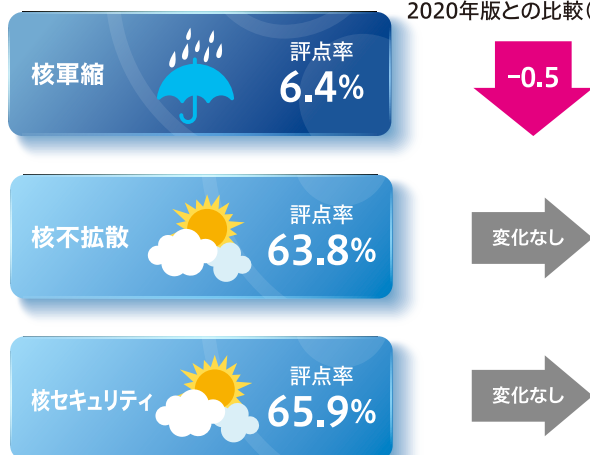 2020年版との比較(
核軍縮
評点率
6.4%
-0.5
核不拡散
評点率
63.8%
変化なし
核セキュリティ
評点率
65.9%
変化なし